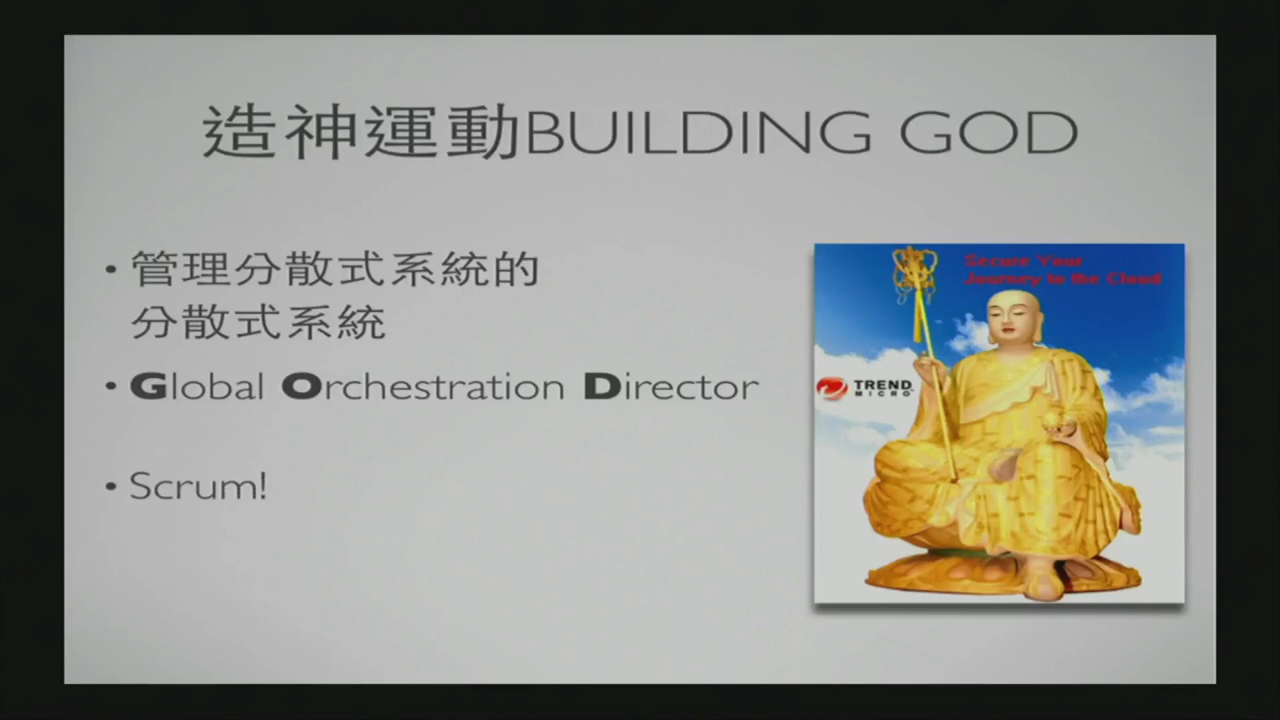 造神運動BUILDING GOD
• 管理分散式系統的
分散式系統
• Global Orchestration Director
• Scrum!
Secure Your
Journey to the Cloud
TREND
MICRO